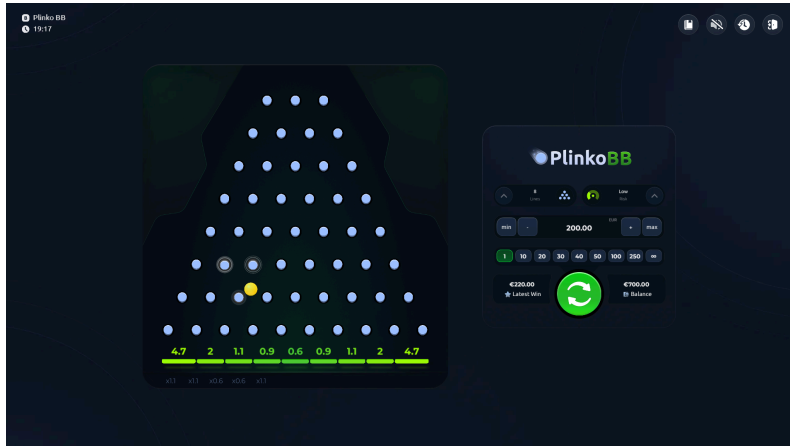 B Plinko BB
19:17
PlinkoBB
8
Lines
Low
Risk
EUR
min - 200.00 + max
1 10 20 30 40 50 100 250 ∞
€220.00
Latest Win
€700.00
Balance
4.7 2 1.1 0.9 0.6 0.9 1.1 2 4.7
x1.1 x1.1 x0.6 x0.6 x1.1